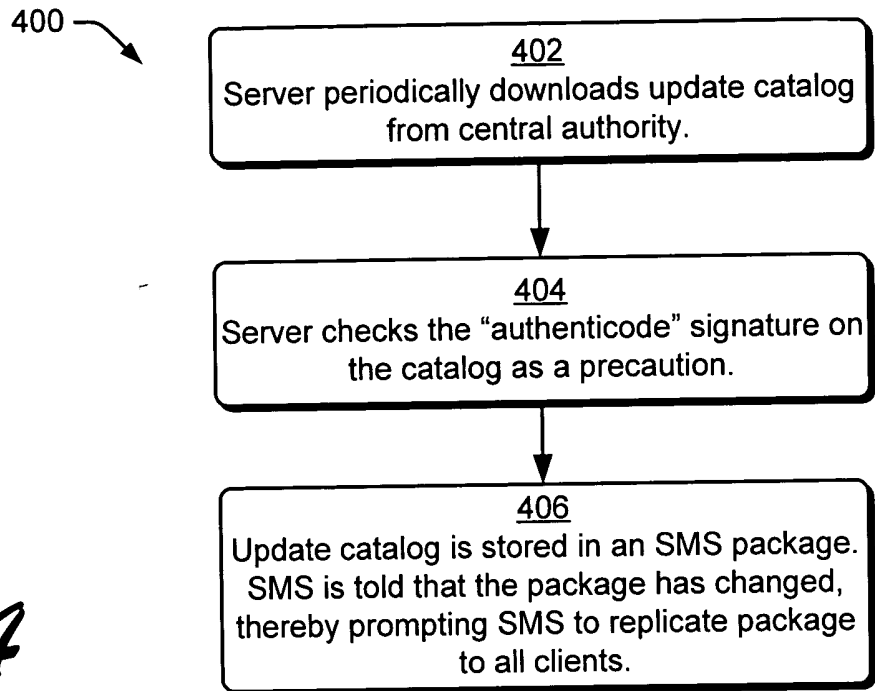 400
402
Server periodically downloads update catalog
from central authority.
404
Server checks the “authenticode” signature on
the catalog as a precaution.
406
Update catalog is stored in an SMS package.
SMS is told that the package has changed,
thereby prompting SMS to replicate package
to all clients.